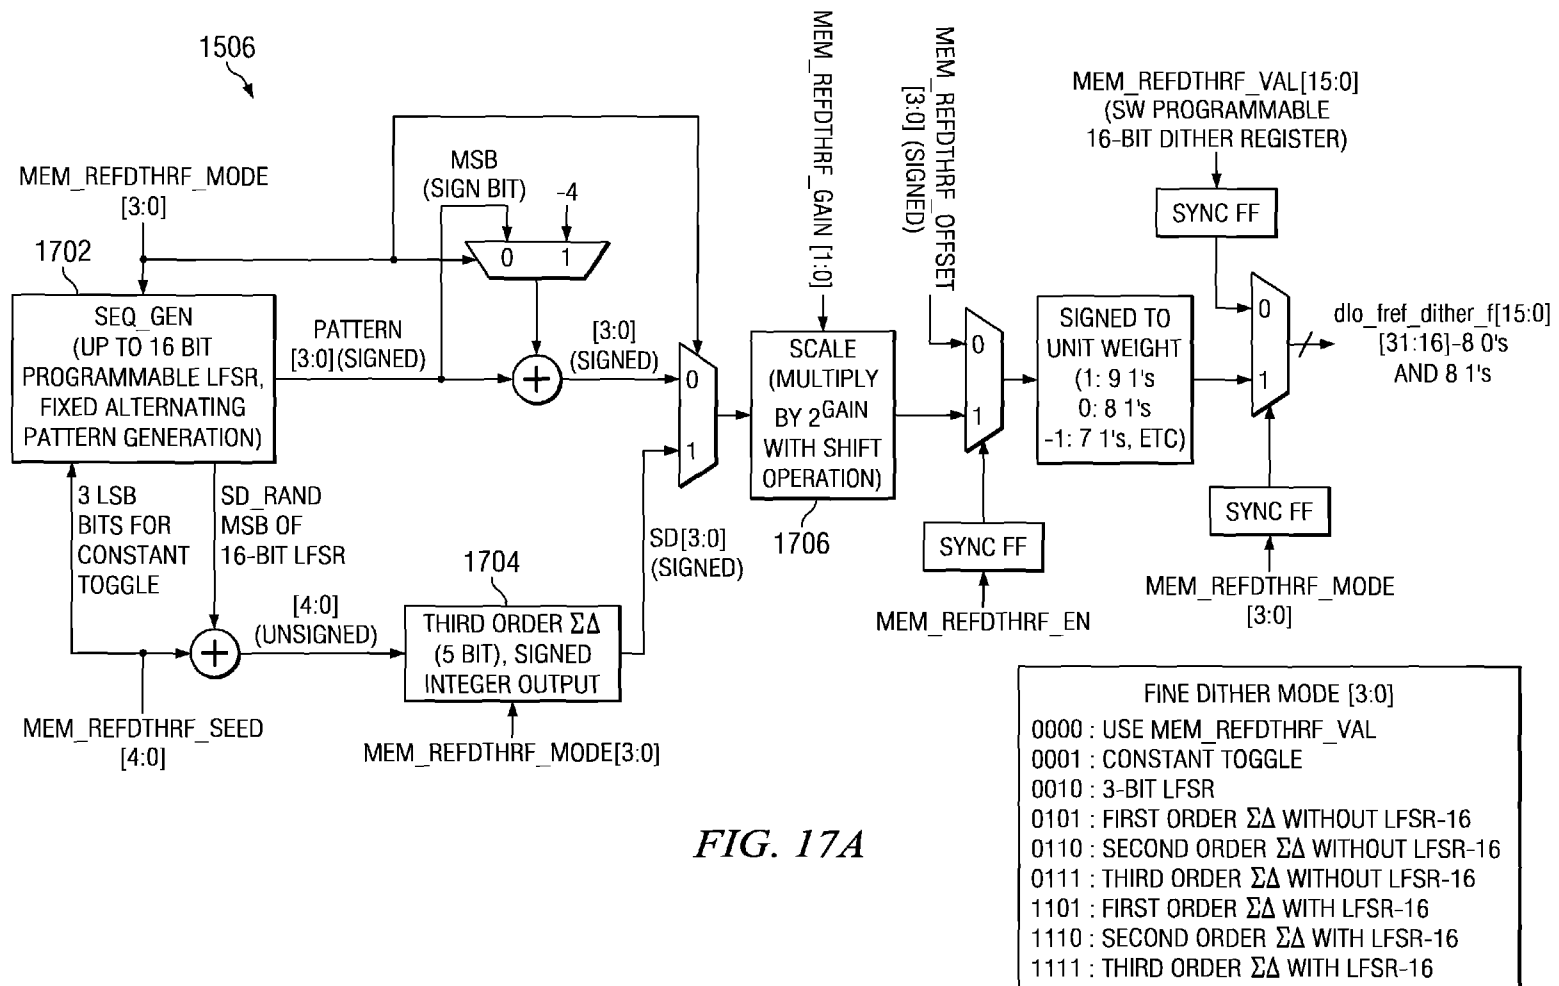 1506
MEM_REFDTHRF_MODE
[3:0]
1702
SEQ_GEN
(UP TO 16 BIT
PROGRAMMABLE LFSR,
FIXED ALTERNATING
PATTERN GENERATION)
MSB
(SIGN BIT)
-4
0 1
PATTERN
[3:0](SIGNED)
+
[3:0]
(SIGNED)
0
1
3 LSB
BITS FOR
CONSTANT
TOGGLE
SD_RAND
MSB OF
16-BIT LFSR
+
MEM_REFDTHRF_SEED
[4:0]
[4:0]
(UNSIGNED)
1704
THIRD ORDER ΣΔ
(5 BIT), SIGNED
INTEGER OUTPUT
MEM_REFDTHRF_MODE[3:0]
SD[3:0]
(SIGNED)
MEM_REFDTHRF_GAIN [1:0]
SCALE
(MULTIPLY
BY 2^GAIN
WITH SHIFT
OPERATION)
1706
MEM_REFDTHRF_OFFSET
[3:0] (SIGNED)
0
1
SYNC FF
MEM_REFDTHRF_EN
SIGNED TO
UNIT WEIGHT
(1: 9 1's
0: 8 1's
-1: 7 1's, ETC)
MEM_REFDTHRF_VAL[15:0]
(SW PROGRAMMABLE
16-BIT DITHER REGISTER)
SYNC FF
0
1
dlo_fref_dither_f[15:0]
[31:16]-8 0's
AND 8 1's
SYNC FF
MEM_REFDTHRF_MODE
[3:0]
FINE DITHER MODE [3:0]
0000 : USE MEM_REFDTHRF_VAL
0001 : CONSTANT TOGGLE
0010 : 3-BIT LFSR
0101 : FIRST ORDER ΣΔ WITHOUT LFSR-16
0110 : SECOND ORDER ΣΔ WITHOUT LFSR-16
0111 : THIRD ORDER ΣΔ WITHOUT LFSR-16
1101 : FIRST ORDER ΣΔ WITH LFSR-16
1110 : SECOND ORDER ΣΔ WITH LFSR-16
1111 : THIRD ORDER ΣΔ WITH LFSR-16
FIG. 17A